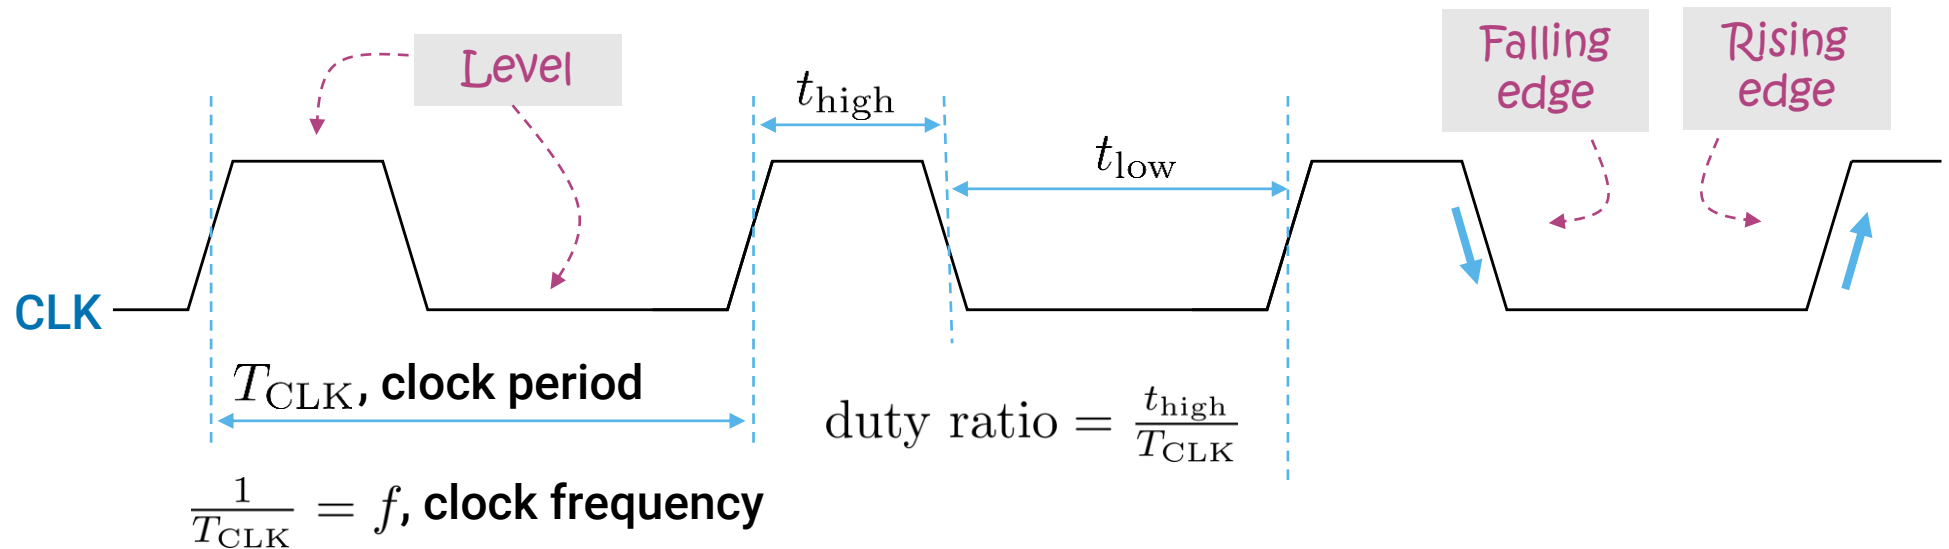 Level
Falling
edge
Rising
edge
t_high
t_low
CLK
T_CLK, clock period
duty ratio = t_high / T_CLK
1 / T_CLK = f, clock frequency